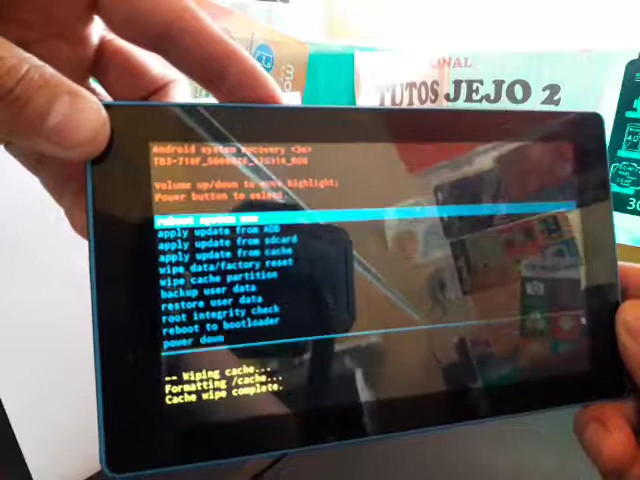 TUTOS JEJO 2
Android system recovery <3e>
Volume up/down to move highlight;
Power button to select.
reboot system now
apply update from ADB
apply update from sdcard
apply update from cache
wipe data/factory reset
wipe cache partition
backup user data
restore user data
root integrity check
reboot to bootloader
power down
-- Wiping cache...
Formatting /cache...
Cache wipe complete.